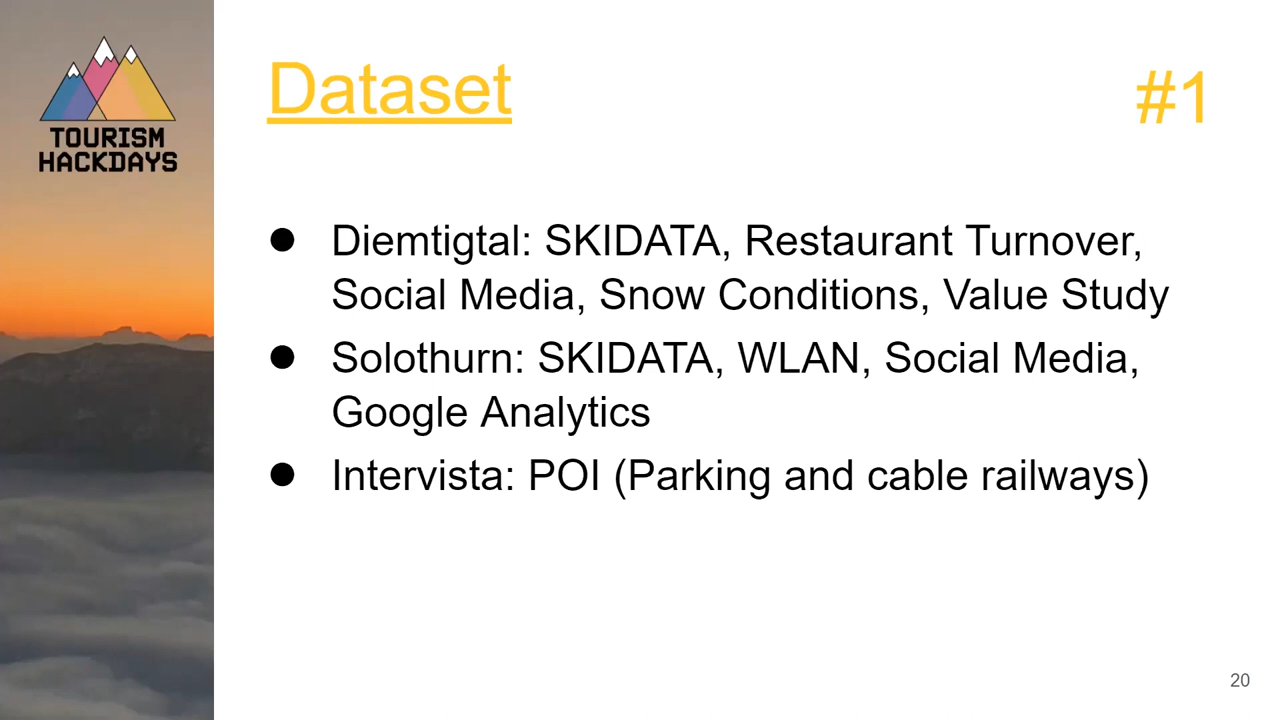 TOURISM
HACKDAYS
Dataset
#1
● Diemtigtal: SKIDATA, Restaurant Turnover,
Social Media, Snow Conditions, Value Study
● Solothurn: SKIDATA, WLAN, Social Media,
Google Analytics
● Intervista: POI (Parking and cable railways)
20